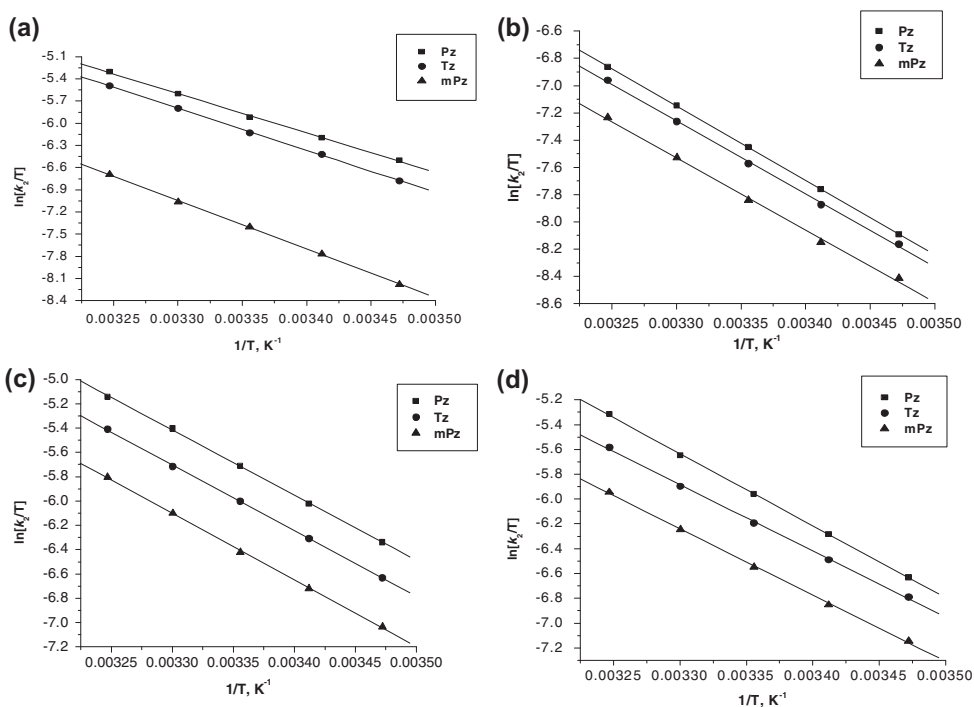 (a)
Pz
Tz
mPz
-5.1
-5.4
-5.7
-6.0
-6.3
-6.6
-6.9
-7.2
-7.5
-7.8
-8.1
-8.4
ln[k2/T]
0.00325 0.00330 0.00335 0.00340 0.00345 0.00350
1/T, K-1
(b)
Pz
Tz
mPz
-6.6
-6.8
-7.0
-7.2
-7.4
-7.6
-7.8
-8.0
-8.2
-8.4
-8.6
ln[k2/T]
0.00325 0.00330 0.00335 0.00340 0.00345 0.00350
1/T, K-1
(c)
Pz
Tz
mPz
-5.0
-5.2
-5.4
-5.6
-5.8
-6.0
-6.2
-6.4
-6.6
-6.8
-7.0
-7.2
ln[k2/T]
0.00325 0.00330 0.00335 0.00340 0.00345 0.00350
1/T, K-1
(d)
Pz
Tz
mPz
-5.2
-5.4
-5.6
-5.8
-6.0
-6.2
-6.4
-6.6
-6.8
-7.0
-7.2
ln[k2/T]
0.00325 0.00330 0.00335 0.00340 0.00345 0.00350
1/T, K-1